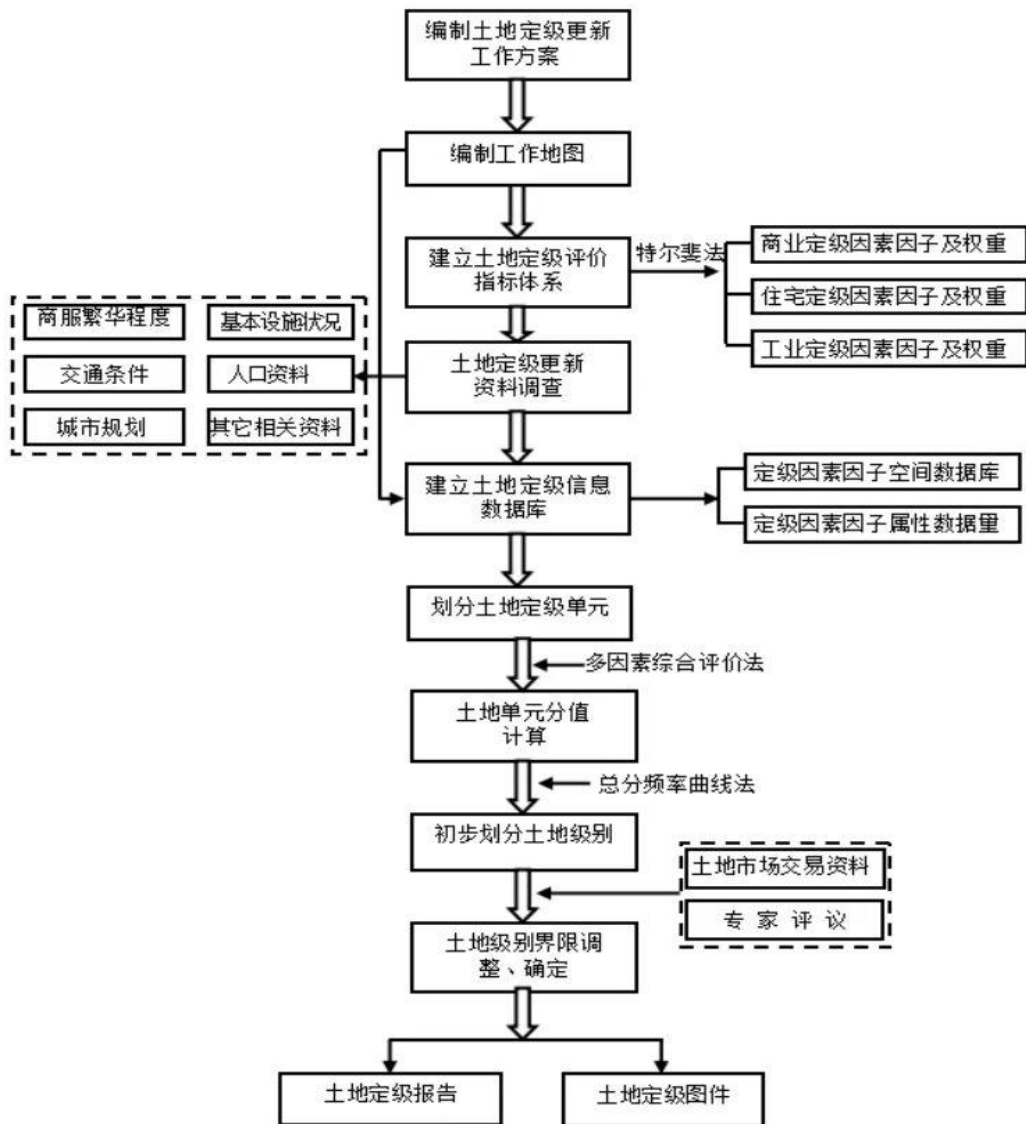 编制土地定级更新
工作方案
编制工作地图
建立土地定级评价
指标体系
特尔斐法
商业定级因素因子及权重
住宅定级因素因子及权重
工业定级因素因子及权重
商服繁华程度
基本设施状况
交通条件
人口资料
城市规划
其它相关资料
土地定级更新
资料调查
建立土地定级信息
数据库
定级因素因子空间数据库
定级因素因子属性数据量
划分土地定级单元
多因素综合评价法
土地单元分值
计算
总分频率曲线法
初步划分土地级别
土地市场交易资料
专家评议
土地级别界限调
整、确定
土地定级报告
土地定级图件